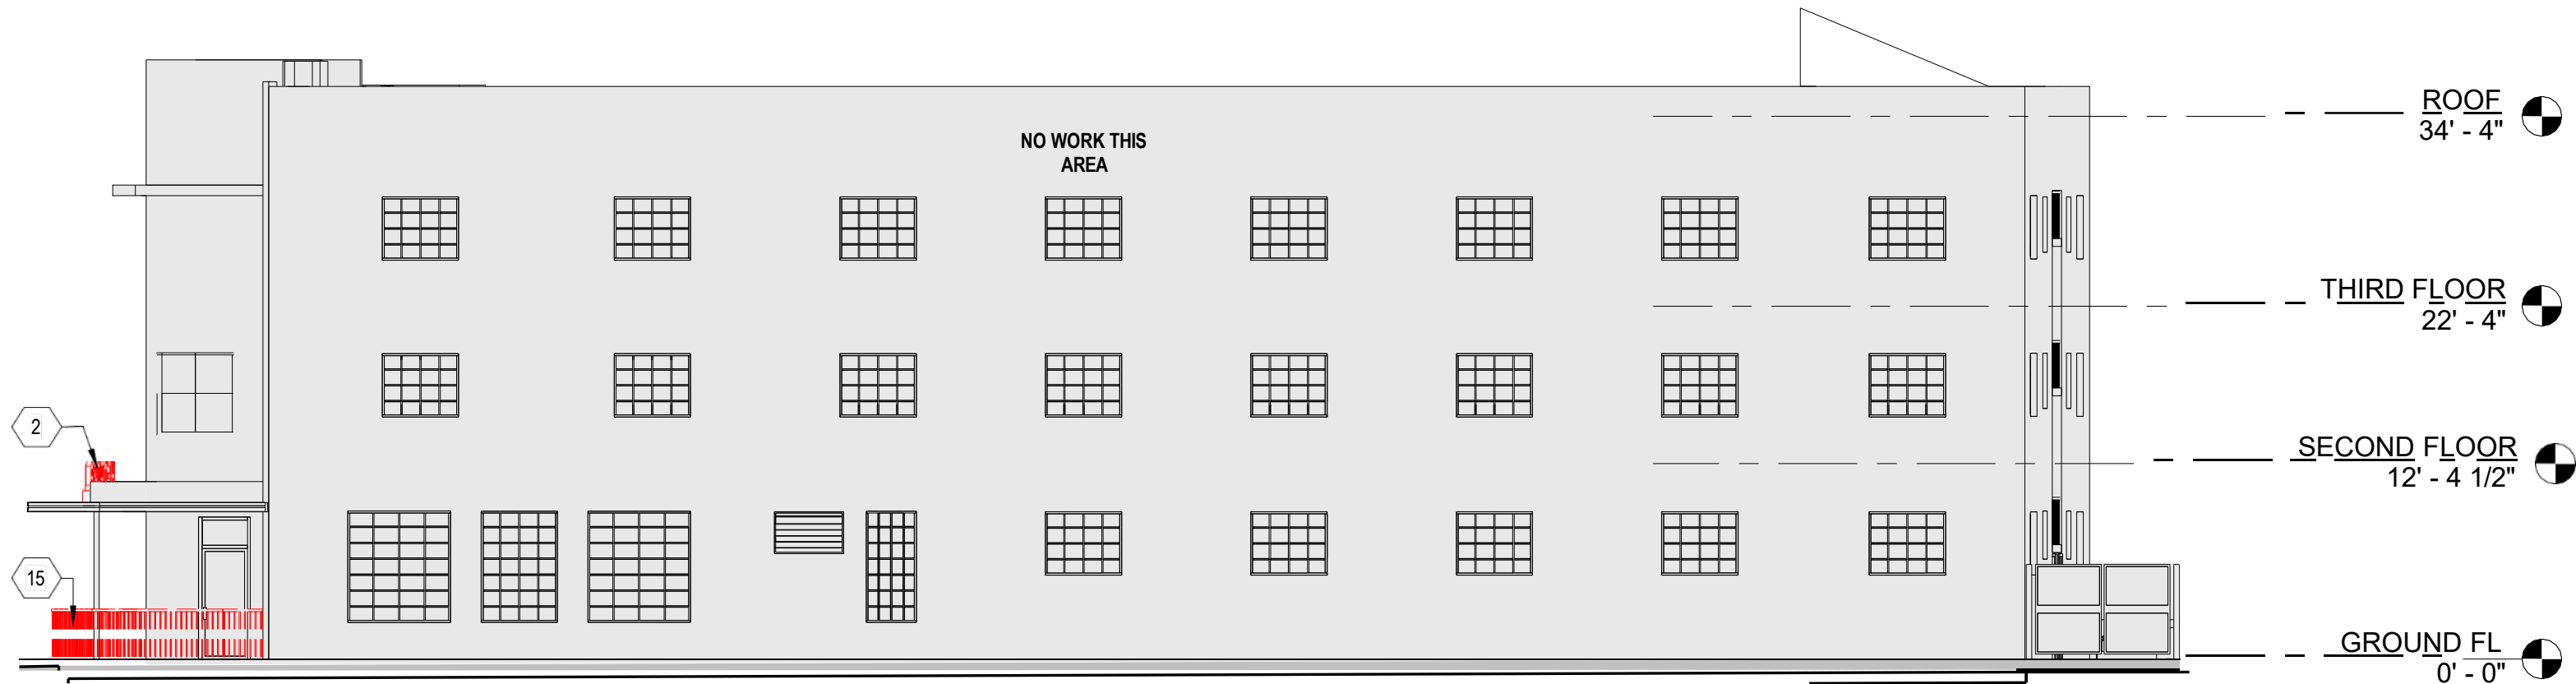 ROOF
34' - 4"
NO WORK THIS
AREA
THIRD FLOOR
22' - 4"
2
SECOND FLOOR
12' - 4 1/2"
15
GROUND FL
0' - 0"